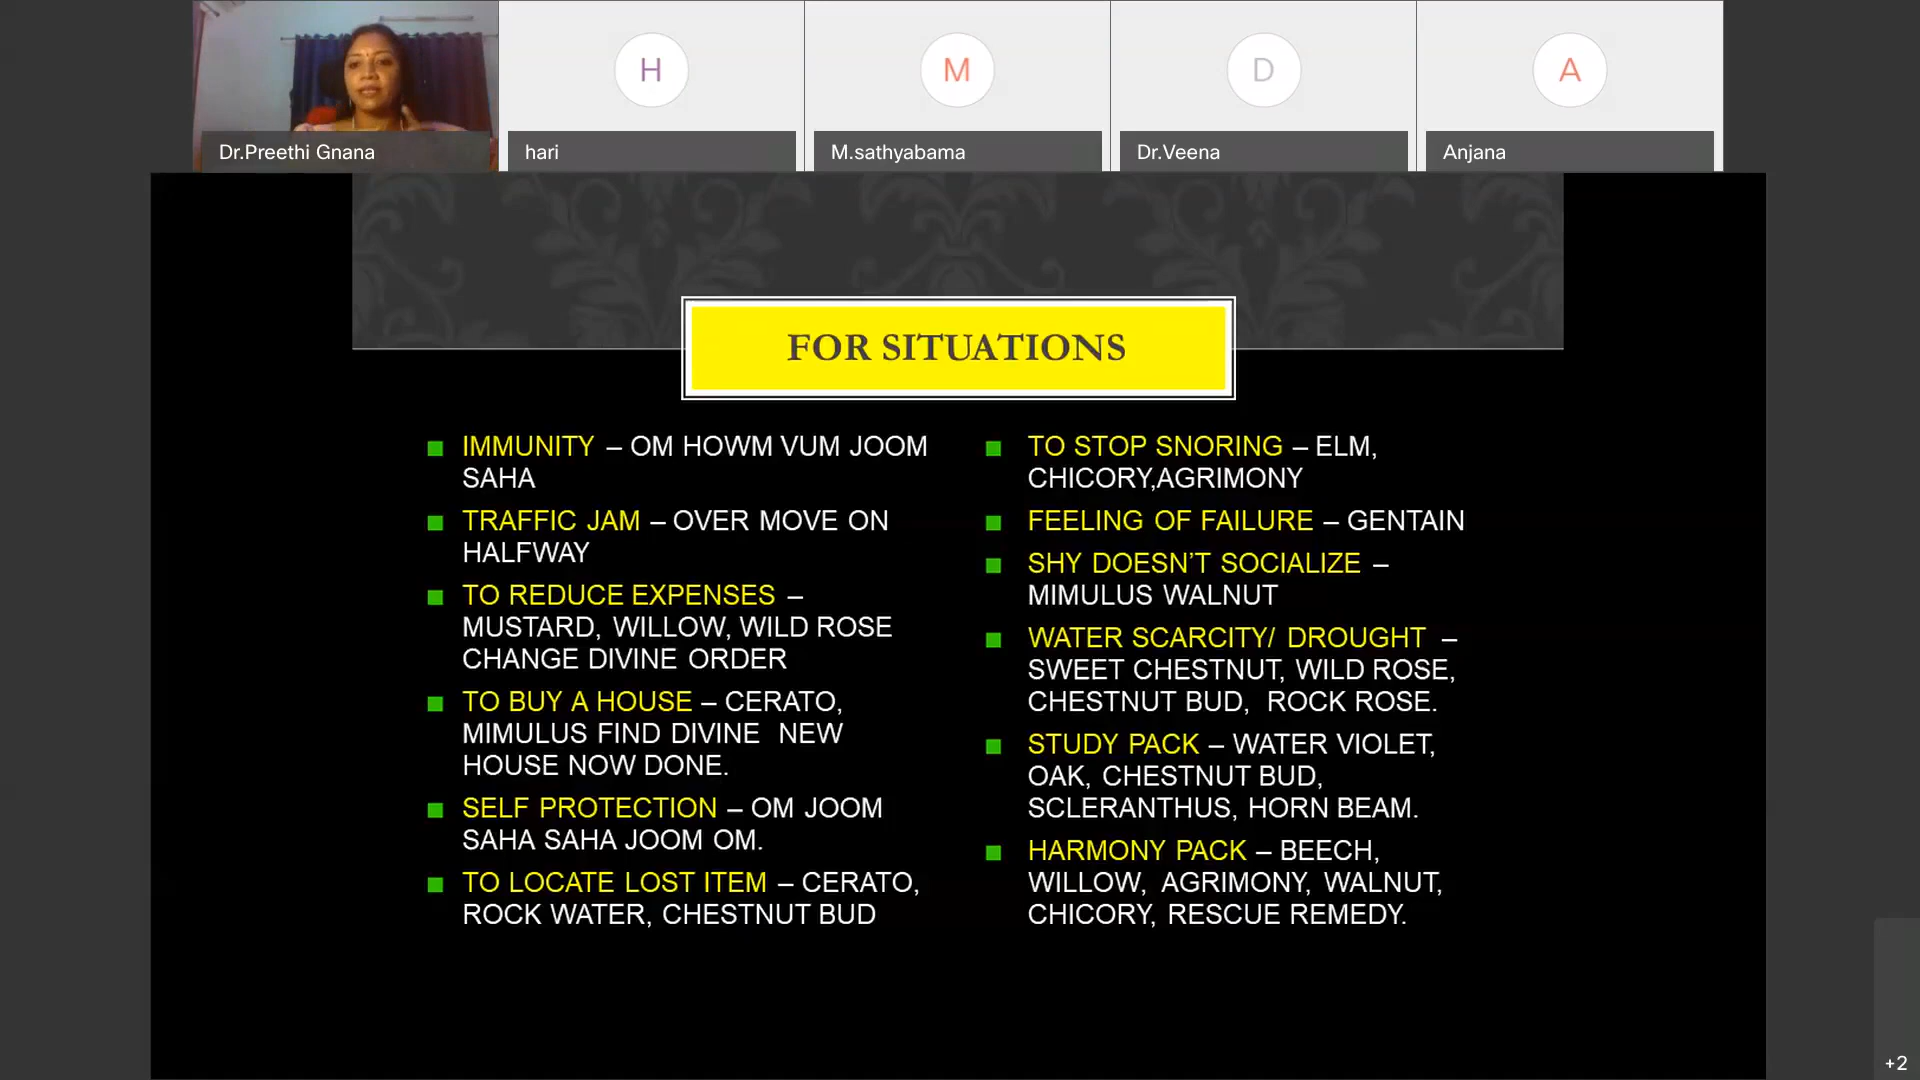 H
M
D
A
Dr.Preethi Gnana
hari
M.sathyabama
Dr.Veena
Anjana
FOR SITUATIONS
IMMUNITY – OM HOWM VUM JOOM
SAHA
TRAFFIC JAM – OVER MOVE ON
HALFWAY
TO REDUCE EXPENSES –
MUSTARD, WILLOW, WILD ROSE
CHANGE DIVINE ORDER
TO BUY A HOUSE – CERATO,
MIMULUS FIND DIVINE NEW
HOUSE NOW DONE.
SELF PROTECTION – OM JOOM
SAHA SAHA JOOM OM.
TO LOCATE LOST ITEM – CERATO,
ROCK WATER, CHESTNUT BUD
TO STOP SNORING – ELM,
CHICORY,AGRIMONY
FEELING OF FAILURE – GENTAIN
SHY DOESN’T SOCIALIZE –
MIMULUS WALNUT
WATER SCARCITY/ DROUGHT –
SWEET CHESTNUT, WILD ROSE,
CHESTNUT BUD, ROCK ROSE.
STUDY PACK – WATER VIOLET,
OAK, CHESTNUT BUD,
SCLERANTHUS, HORN BEAM.
HARMONY PACK – BEECH,
WILLOW, AGRIMONY, WALNUT,
CHICORY, RESCUE REMEDY.
+2